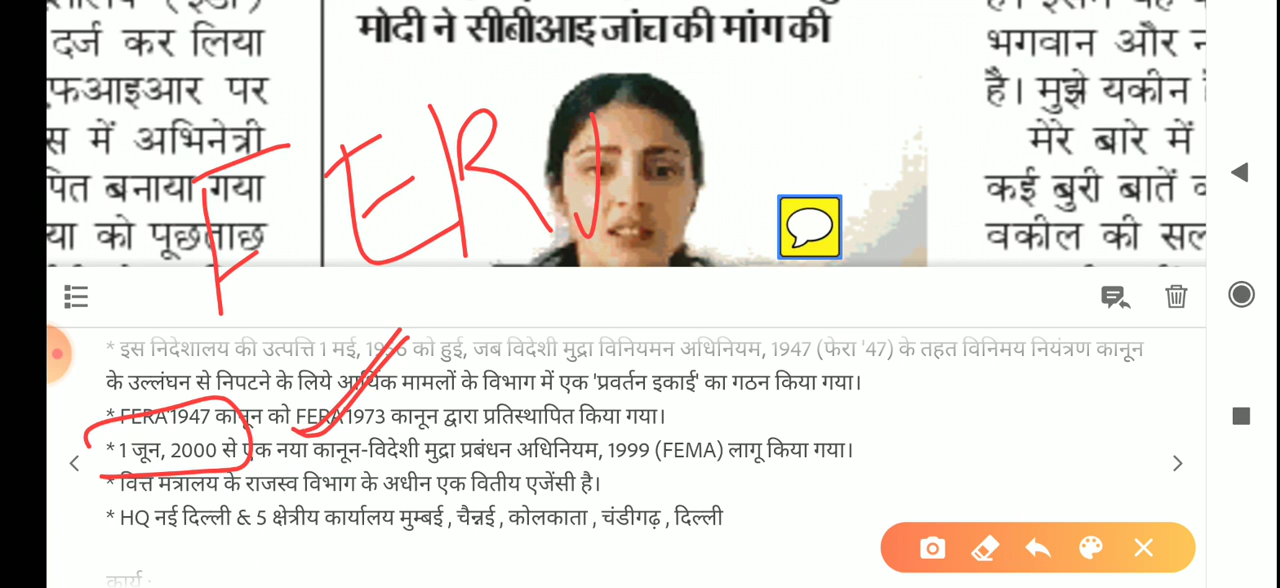 दर्ज कर लिया
फआइआर पर
स में अभिनेत्री
पित बनाया गया
या को पूछताछ
मोदी ने सीबीआइ जांच की मांग की
भगवान और न
है। मुझे यकीन
मेरे बारे में
कई बुरी बातें
वकील की सल
FER
* इस निदेशालय की उत्पत्ति 1 मई, 1956 को हुई, जब विदेशी मुद्रा विनियमन अधिनियम, 1947 (फेरा '47) के तहत विनिमय नियंत्रण कानून
के उल्लंघन से निपटने के लिये आर्थिक मामलों के विभाग में एक 'प्रवर्तन इकाई' का गठन किया गया।
* FERA'1947 कानून को FERA'1973 कानून द्वारा प्रतिस्थापित किया गया।
* 1 जून, 2000 से एक नया कानून-विदेशी मुद्रा प्रबंधन अधिनियम, 1999 (FEMA) लागू किया गया।
* वित्त मंत्रालय के राजस्व विभाग के अधीन एक वितीय एजेंसी है।
* HQ नई दिल्ली & 5 क्षेत्रीय कार्यालय मुम्बई , चैन्नई , कोलकाता , चंडीगढ़ , दिल्ली
कार्य :